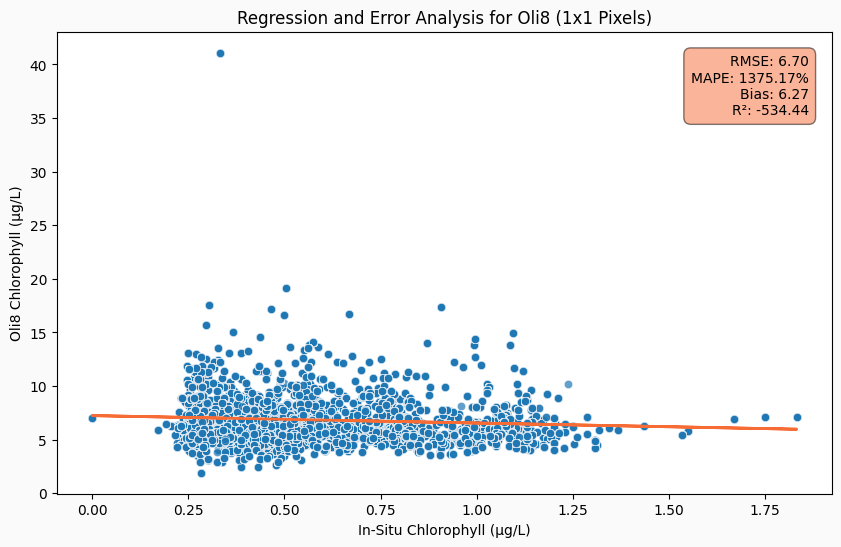 Regression and Error Analysis for Oli8 (1x1 Pixels)
RMSE: 6.70
MAPE: 1375.17%
Bias: 6.27
R²: -534.44
Oli8 Chlorophyll (µg/L)
40
35
30
25
20
15
10
5
0
0.00 0.25 0.50 0.75 1.00 1.25 1.50 1.75
In-Situ Chlorophyll (µg/L)